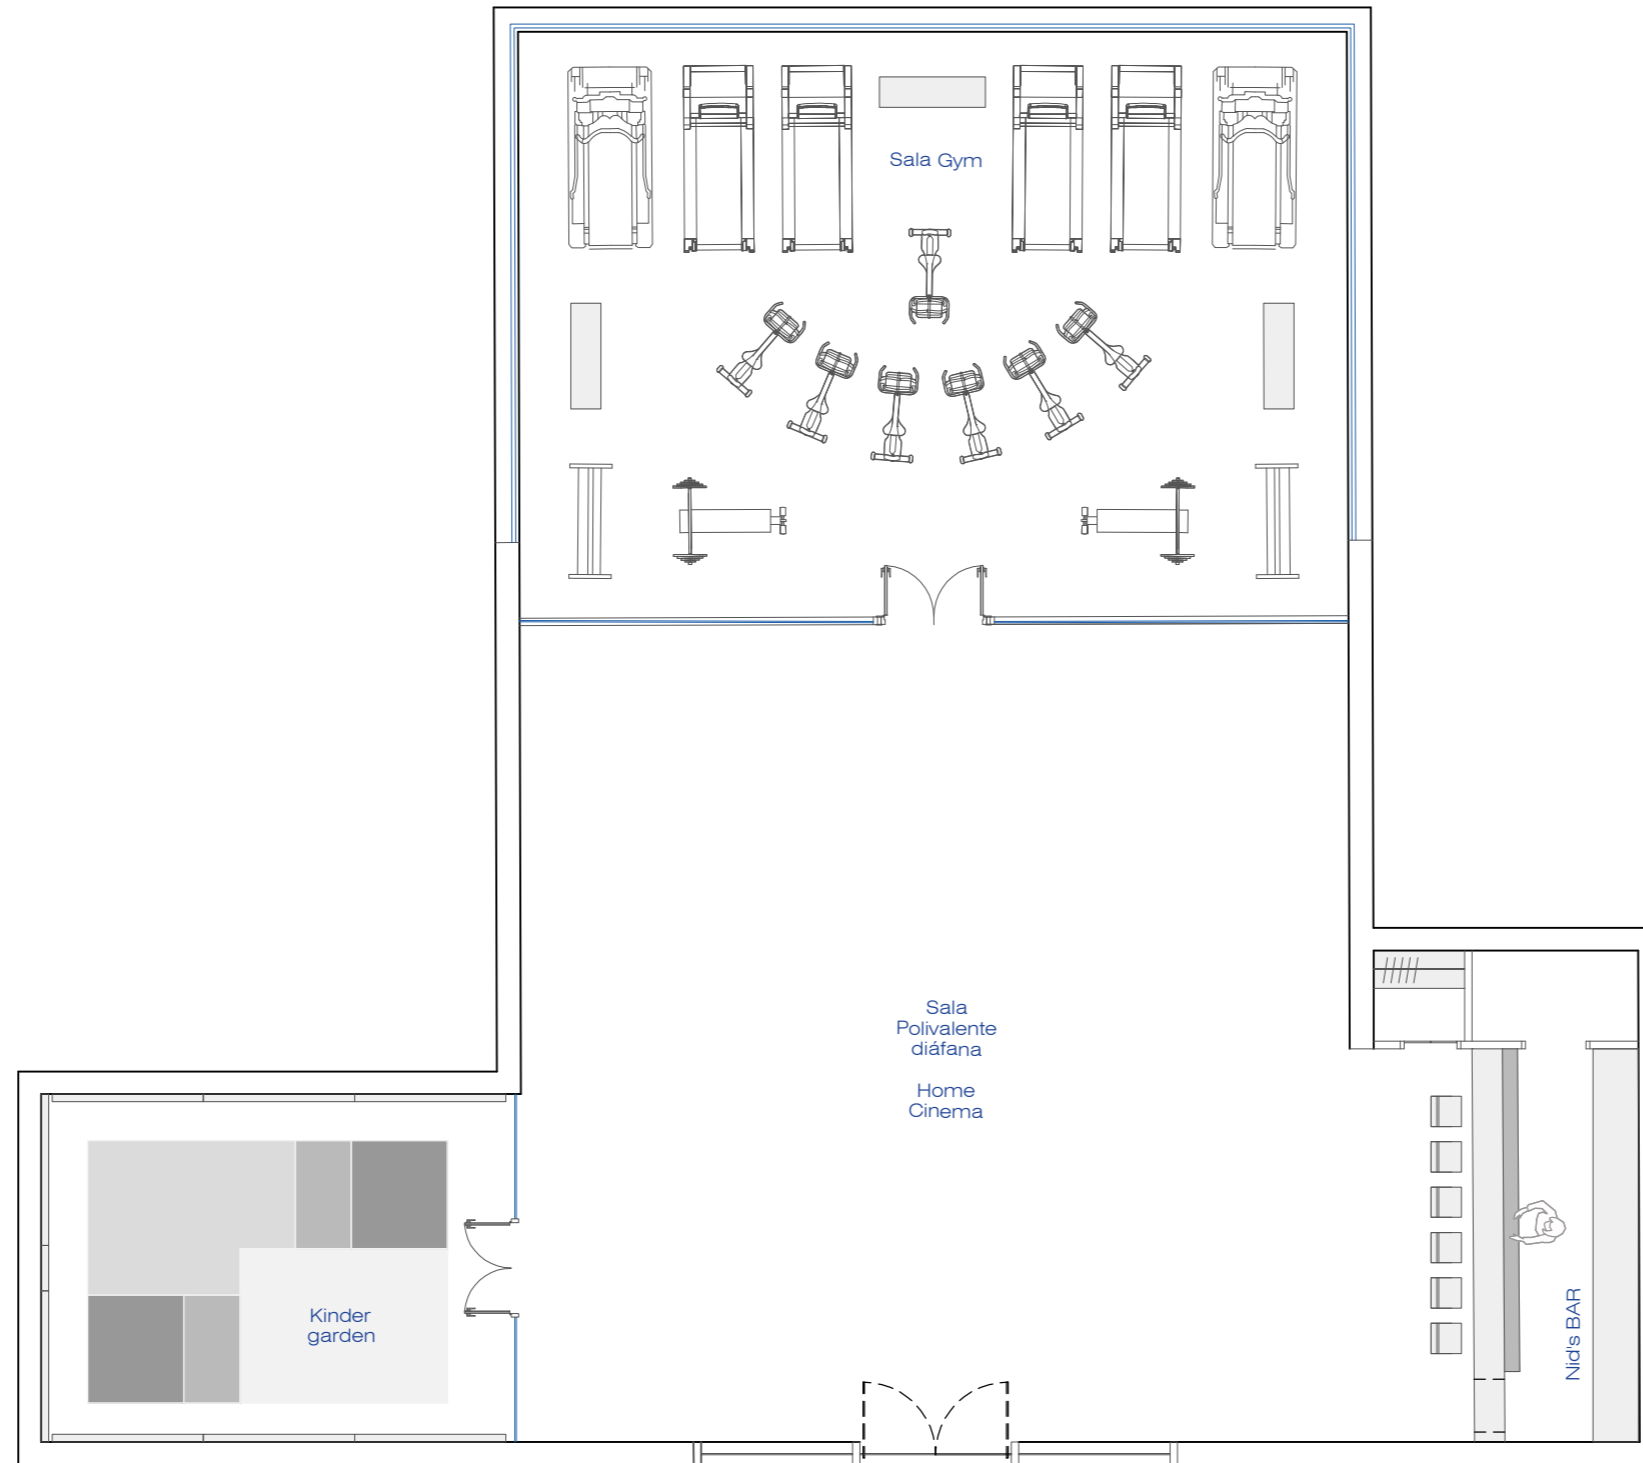 Sala Gym
Sala
Polivalente
diáfana
Home
Cinema
Kinder
garden
Nid's BAR